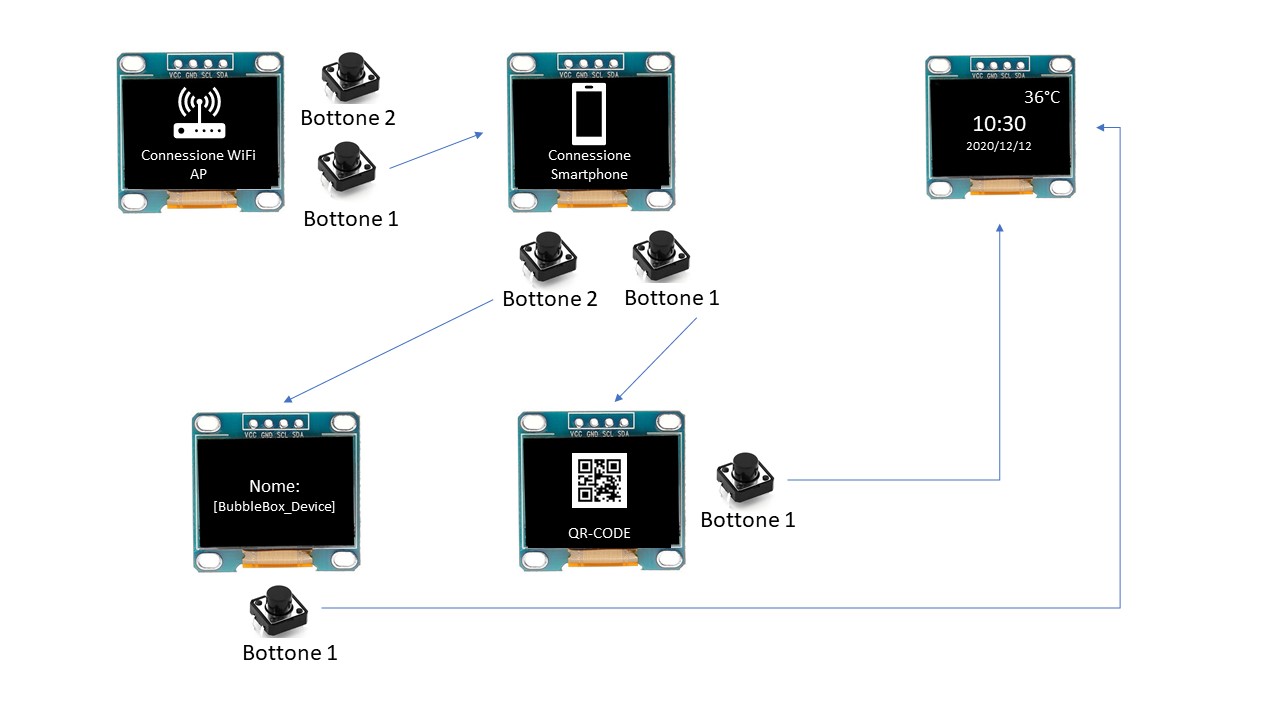 VCC GND SCL SDA
Connessione WiFi
AP
Bottone 2
Bottone 1
VCC GND SCL SDA
Connessione
Smartphone
Bottone 2
Bottone 1
VCC GND SCL SDA
36°C
10:30
2020/12/12
VCC GND SCL SDA
Nome:
[BubbleBox_Device]
Bottone 1
VCC GND SCL SDA
QR-CODE
Bottone 1